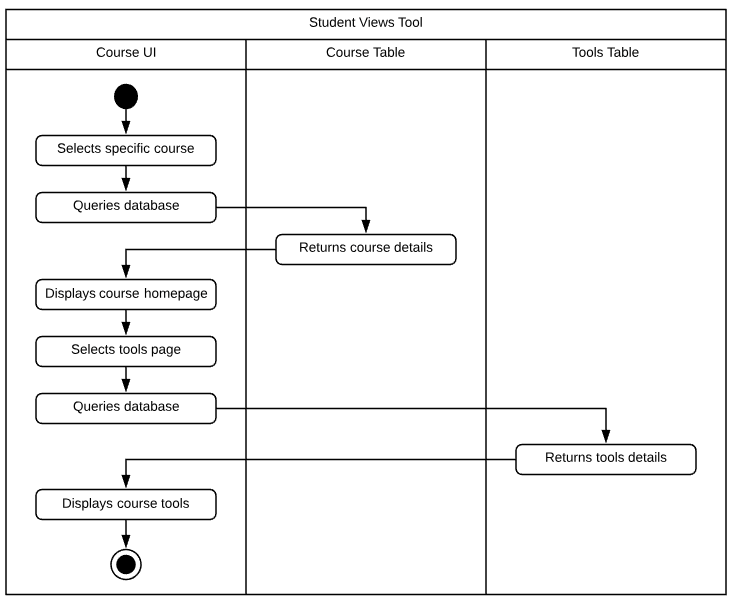 Student Views Tool
Course UI
Course Table
Tools Table
Selects specific course
Queries database
Returns course details
Displays course homepage
Selects tools page
Queries database
Returns tools details
Displays course tools